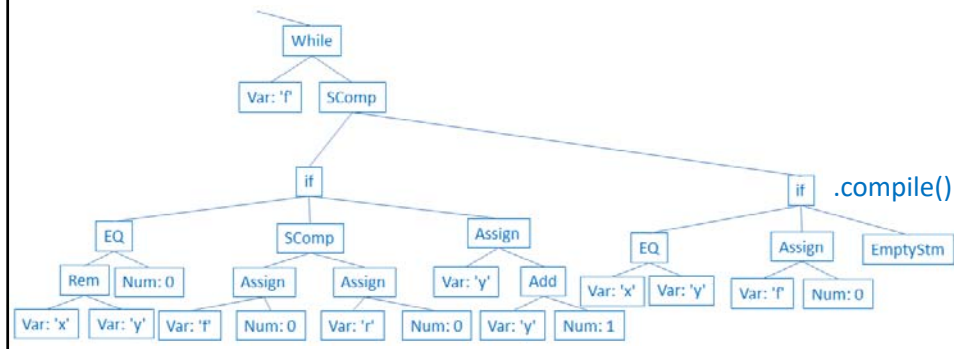 While
Var: 'f' SComp
if if .compile()
EQ SComp Assign EQ Assign EmptyStm
Rem Num: 0 Assign Assign Var: 'y' Add Var: 'x' Var: 'y' Var: 'f' Num: 0
Var: 'x' Var: 'y' Var: 'f' Num: 0 Var: 'r' Num: 0 Var: 'y' Num: 1